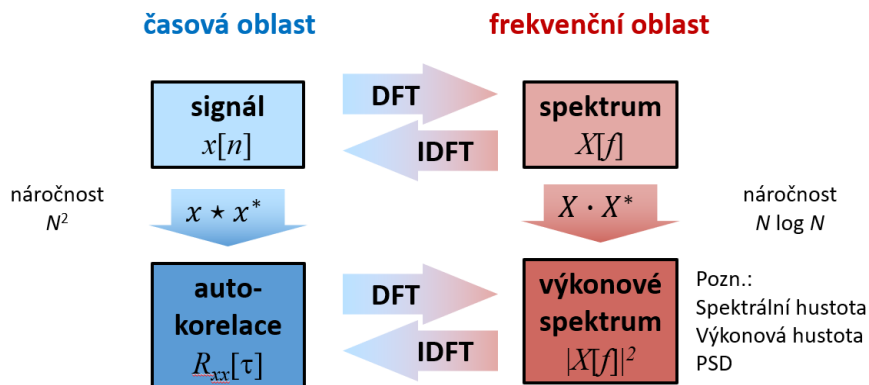 časová oblast
frekvenční oblast
signál
x[n]
DFT
IDFT
spektrum
X[f]
náročnost
N²
x ⋆ x*
X · X*
náročnost
N log N
auto-
korelace
Rₓₓ[τ]
DFT
IDFT
výkonové
spektrum
|X[f]|²
Pozn.:
Spektrální hustota
Výkonová hustota
PSD